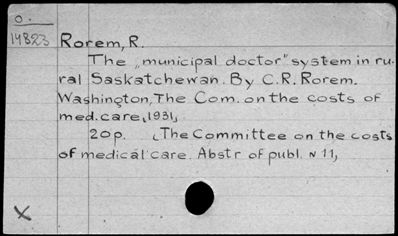 O.
14823 Rorem, R.
The „municipal doctor" system in ru-
ral Saskatchewan. By C.R. Rorem.
Washington, The Com. on the costs of
med. care, 1931,
20 p. (The Committee on the costs
of medical care. Abstr of publ. N 11,
X